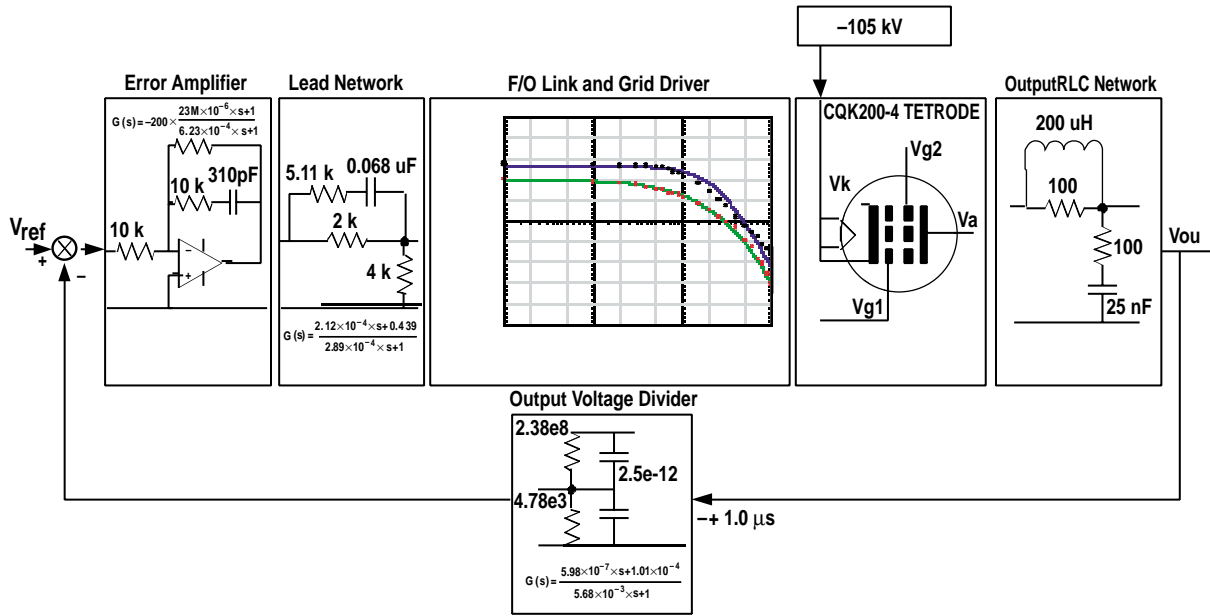 −105 kV
Error Amplifier
Lead Network
F/O Link and Grid Driver
OutputRLC Network
G (s) = −200 × 23M×10−6 × s+1
6.23×10−4 × s+1
310pF
10 k
10 k
Vref
+
−
−
+
5.11 k
0.068 uF
2 k
4 k
G (s) = 2.12×10−4 × s+0.439
2.89×10−4 × s+1
CQK200-4 TETRODE
Vg2
Vk
Va
Vg1
200 uH
100
100
25 nF
Vou
Output Voltage Divider
2.38e8
2.5e-12
4.78e3
−+ 1.0 μs
G (s) = 5.98×10−7 × s+1.01×10−4
5.68×10−3 × s+1